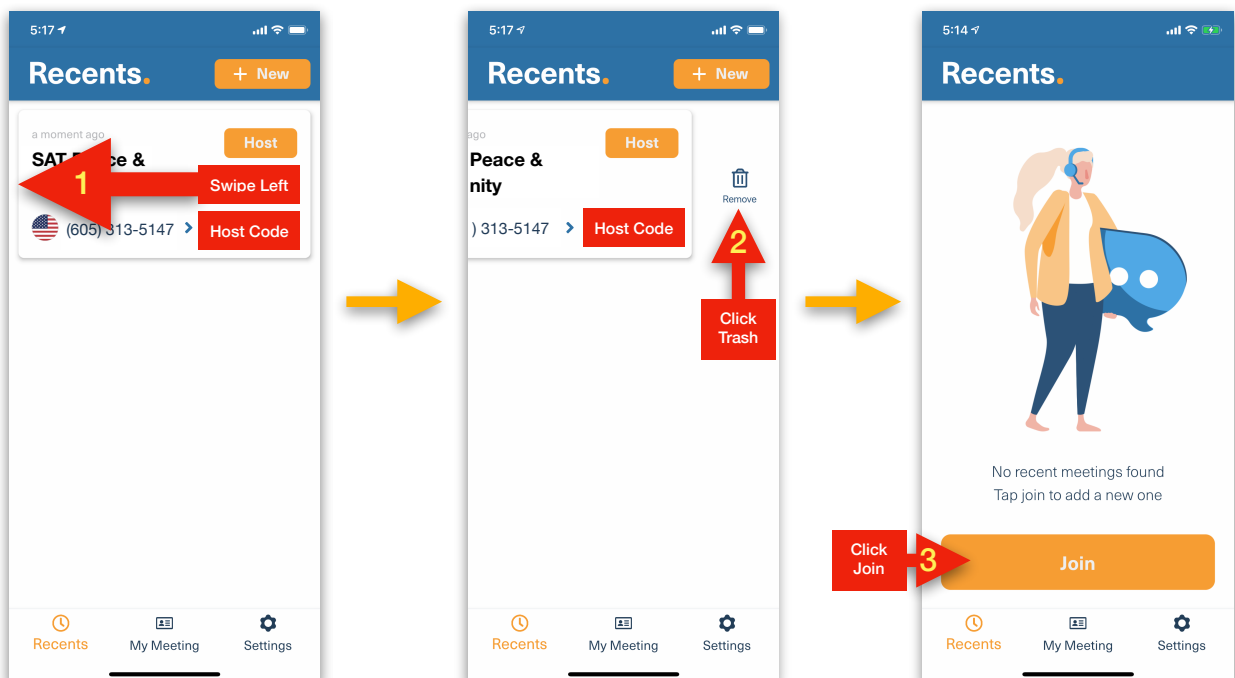 5:17
Recents.
+ New
a moment ago
Host
SAT
ce &
1
Swipe Left
(605) 313-5147
Host Code
Recents
My Meeting
Settings
5:17
Recents.
+ New
ago
Host
Peace &
nity
Remove
) 313-5147
Host Code
2
Click
Trash
Recents
My Meeting
Settings
5:14
Recents.
No recent meetings found
Tap join to add a new one
Click
Join
3
Join
Recents
My Meeting
Settings